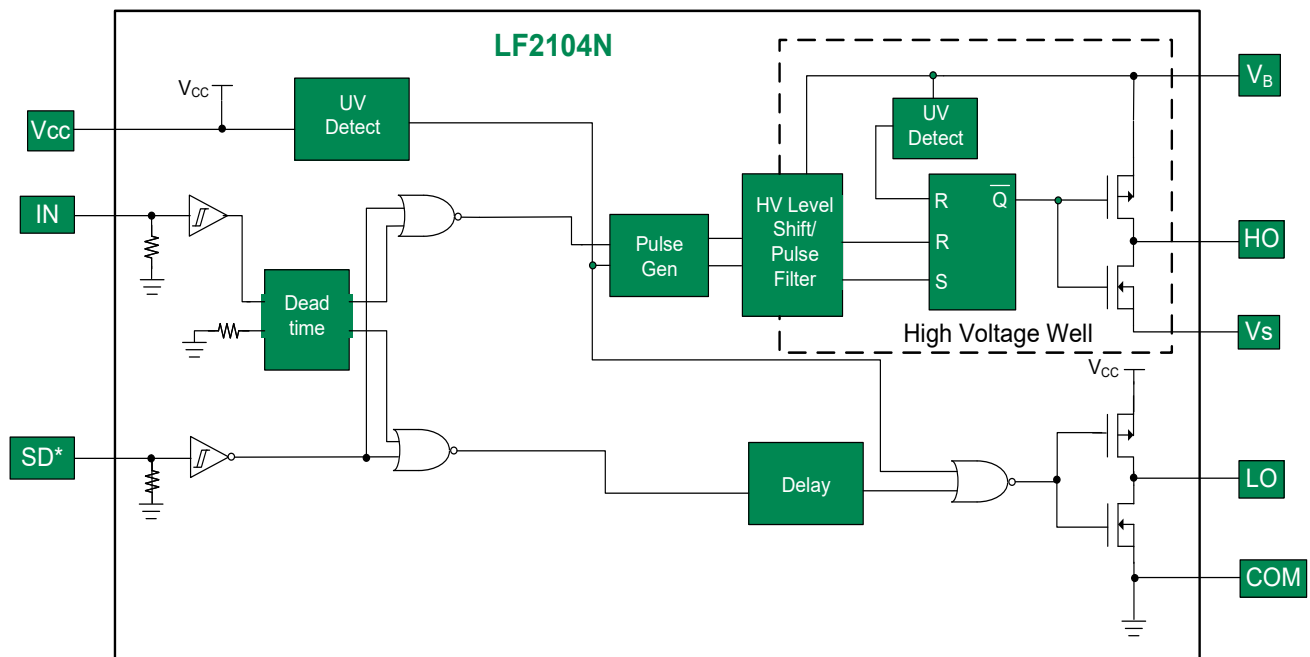 LF2104N
VCC
Vcc
UV
Detect
VB
UV
Detect
IN
HV Level
Shift/
Pulse
Filter
R
Q̅
R
S
Pulse
Gen
HO
Dead
time
High Voltage Well
Vs
VCC
SD*
Delay
LO
COM